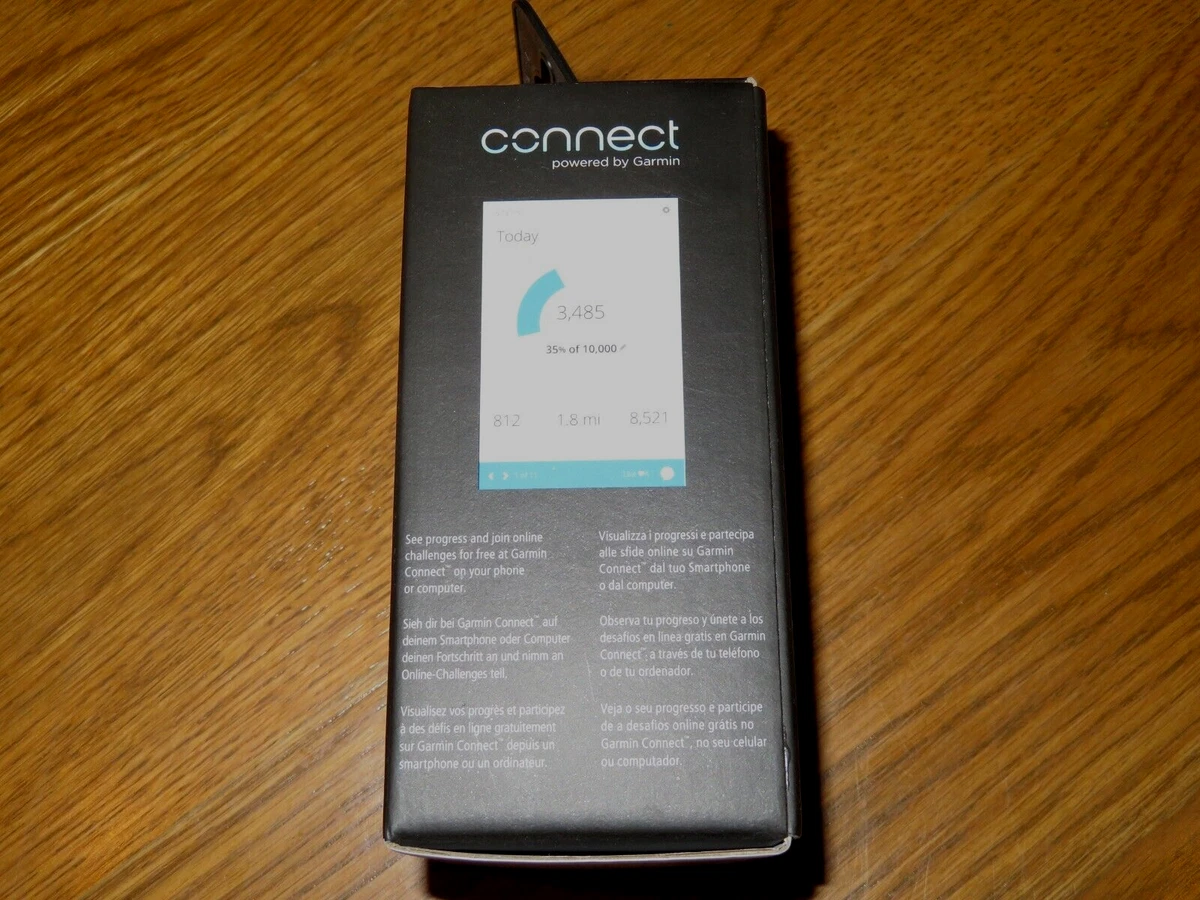 connect
powered by Garmin
Today
3,485
35% of 10,000
812 1.8 mi 8,521
See progress and join online
challenges for free at Garmin
Connect™ on your phone
or computer.
Sieh dir bei Garmin Connect™ auf
deinem Smartphone oder Computer
deinen Fortschritt an und nimm an
Online-Challenges teil.
Visualisez vos progrès et participez
à des défis en ligne gratuitement
sur Garmin Connect™ depuis un
smartphone ou un ordinateur.
Visualizza i progressi e partecipa
alle sfide online su Garmin
Connect™ dal tuo Smartphone
o dal computer.
Observa tu progreso y únete a los
desafíos en línea gratis en Garmin
Connect™, a través de tu teléfono
o de tu ordenador.
Veja o seu progresso e participe
de a desafios online grátis no
Garmin Connect™, no seu celular
ou computador.